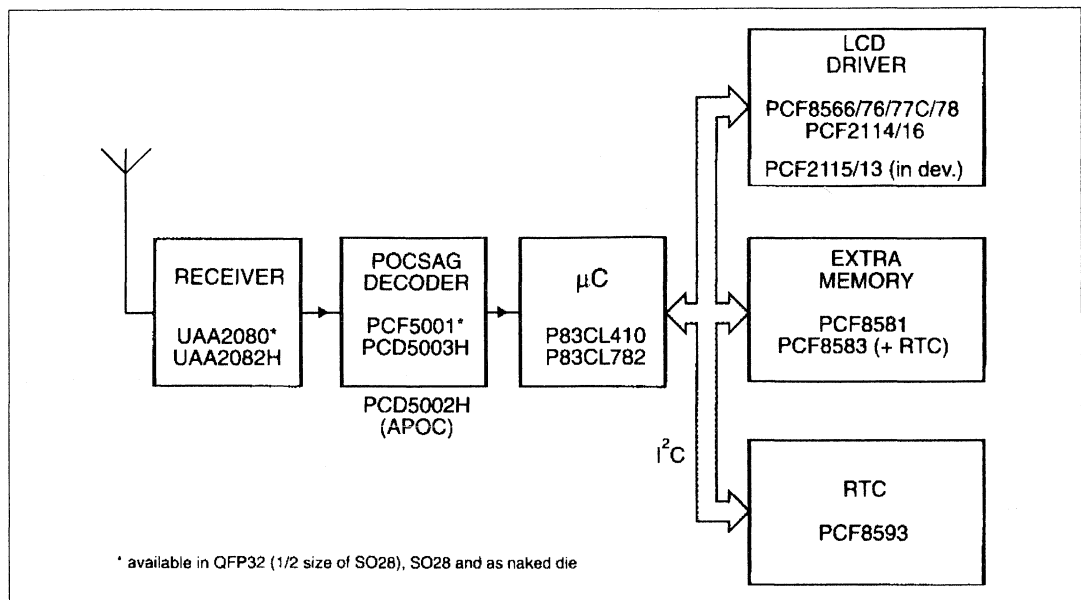 RECEIVER
UAA2080*
UAA2082H
POCSAG
DECODER
PCF5001*
PCD5003H
PCD5002H
(APOC)
µC
P83CL410
P83CL782
I²C
LCD
DRIVER
PCF8566/76/77C/78
PCF2114/16
PCF2115/13 (in dev.)
EXTRA
MEMORY
PCF8581
PCF8583 (+ RTC)
RTC
PCF8593
* available in QFP32 (1/2 size of SO28), SO28 and as naked die